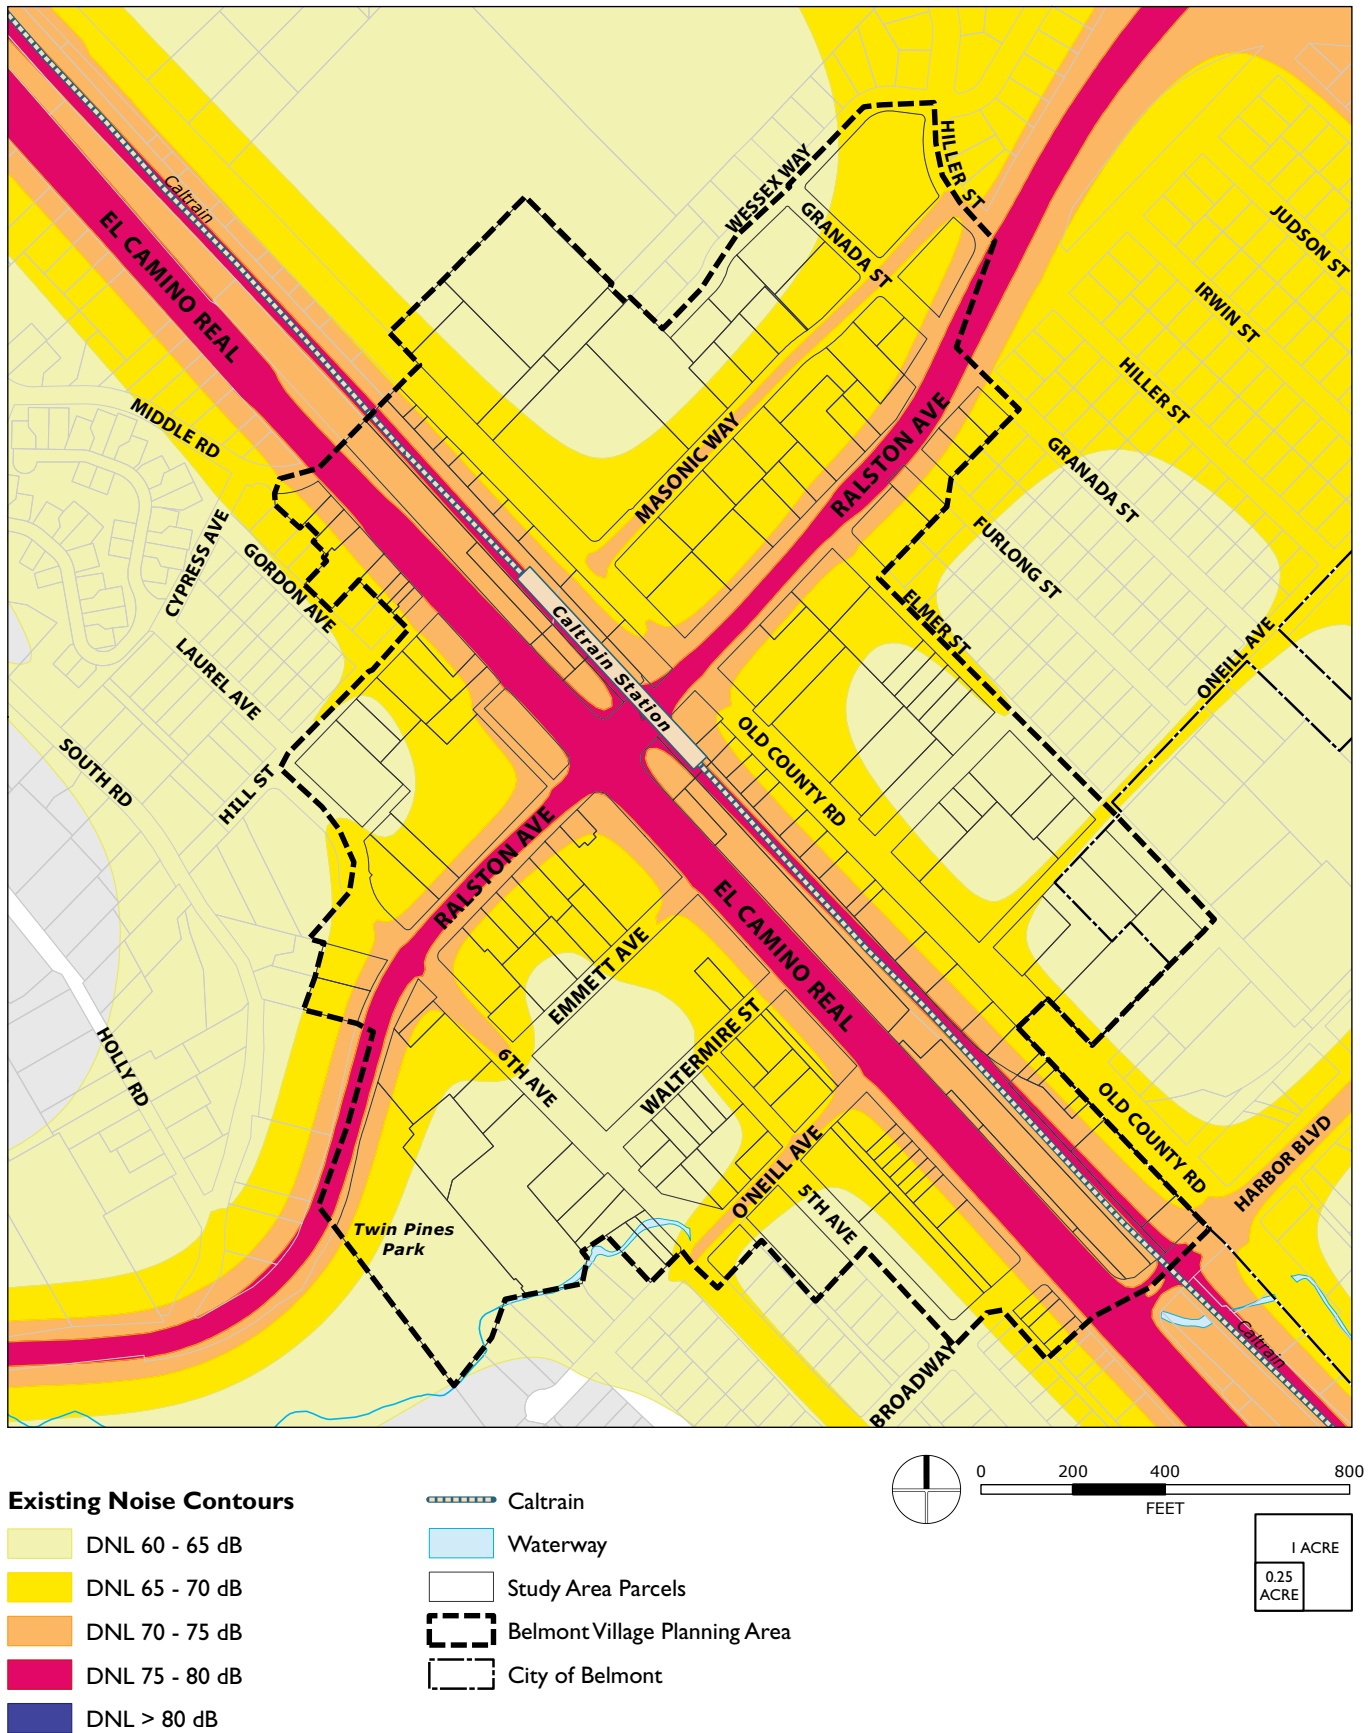 HILLER ST
WESSEX WAY
GRANADA ST
JUDSON ST
IRWIN ST
HILLER ST
GRANADA ST
FURLONG ST
ELMER ST
ONEILL AVE
Caltrain
EL CAMINO REAL
MIDDLE RD
CYPRESS AVE
GORDON AVE
LAUREL AVE
SOUTH RD
HILL ST
HOLLY RD
MASONIC WAY
RALSTON AVE
Caltrain Station
OLD COUNTY RD
RALSTON AVE
EL CAMINO REAL
EMMETT AVE
WALTERMIRE ST
6TH AVE
O'NEILL AVE
5TH AVE
OLD COUNTY RD
HARBOR BLVD
Twin Pines
Park
BROADWAY
Caltrain
Existing Noise Contours
DNL 60 - 65 dB
DNL 65 - 70 dB
DNL 70 - 75 dB
DNL 75 - 80 dB
DNL > 80 dB
Caltrain
Waterway
Study Area Parcels
Belmont Village Planning Area
City of Belmont
0 200 400 800
FEET
1 ACRE
0.25
ACRE